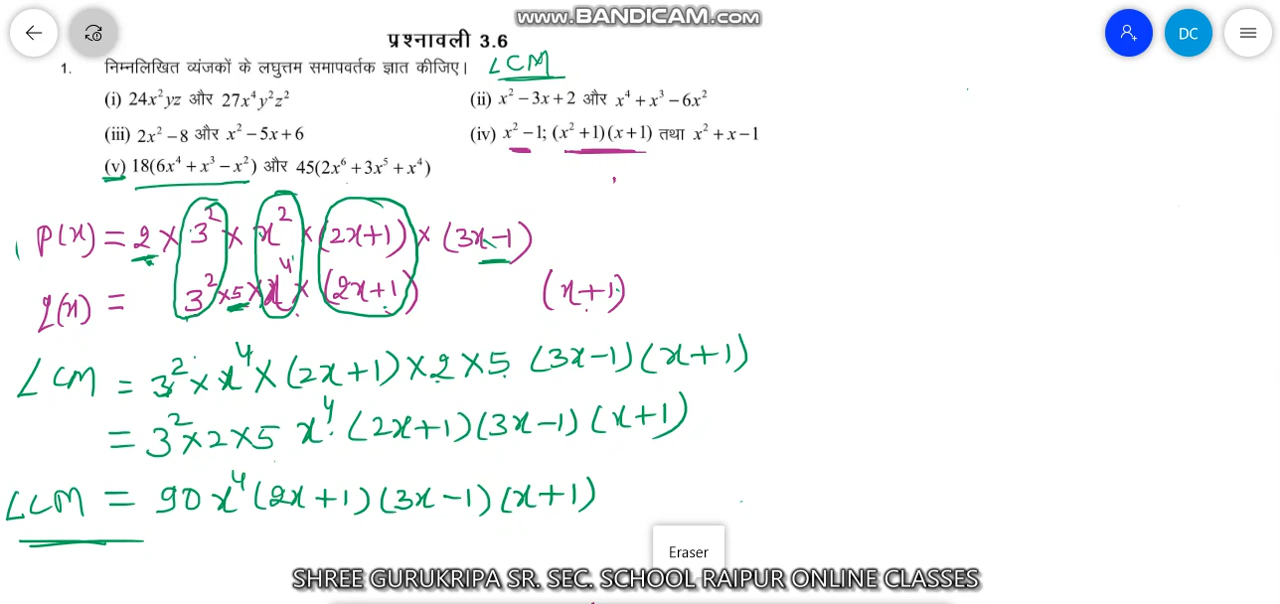 www.BANDICAM.com
DC
प्रश्नावली 3.6
1. निम्नलिखित व्यंजकों के लघुत्तम समापवर्तक ज्ञात कीजिए। LCM
(i) 24x²yz और 27x⁴y²z² (ii) x² − 3x + 2 और x⁴ + x³ − 6x²
(iii) 2x² − 8 और x² − 5x + 6 (iv) x² − 1; (x² + 1)(x + 1) तथा x² + x − 1
(v) 18(6x⁴ + x³ − x²) और 45(2x⁶ + 3x⁵ + x⁴)
P(x) = 2 × 3² × x² × (2x+1) × (3x−1)
q(x) = 3² × 5 × x⁴ × (2x+1) (x+1)
LCM = 3² × x⁴ × (2x+1) × 2 × 5 (3x−1)(x+1)
= 3² × 2 × 5 x⁴ (2x+1)(3x−1)(x+1)
LCM = 90x⁴(2x+1)(3x−1)(x+1)
Eraser
SHREE GURUKRIPA SR. SEC. SCHOOL RAIPUR ONLINE CLASSES